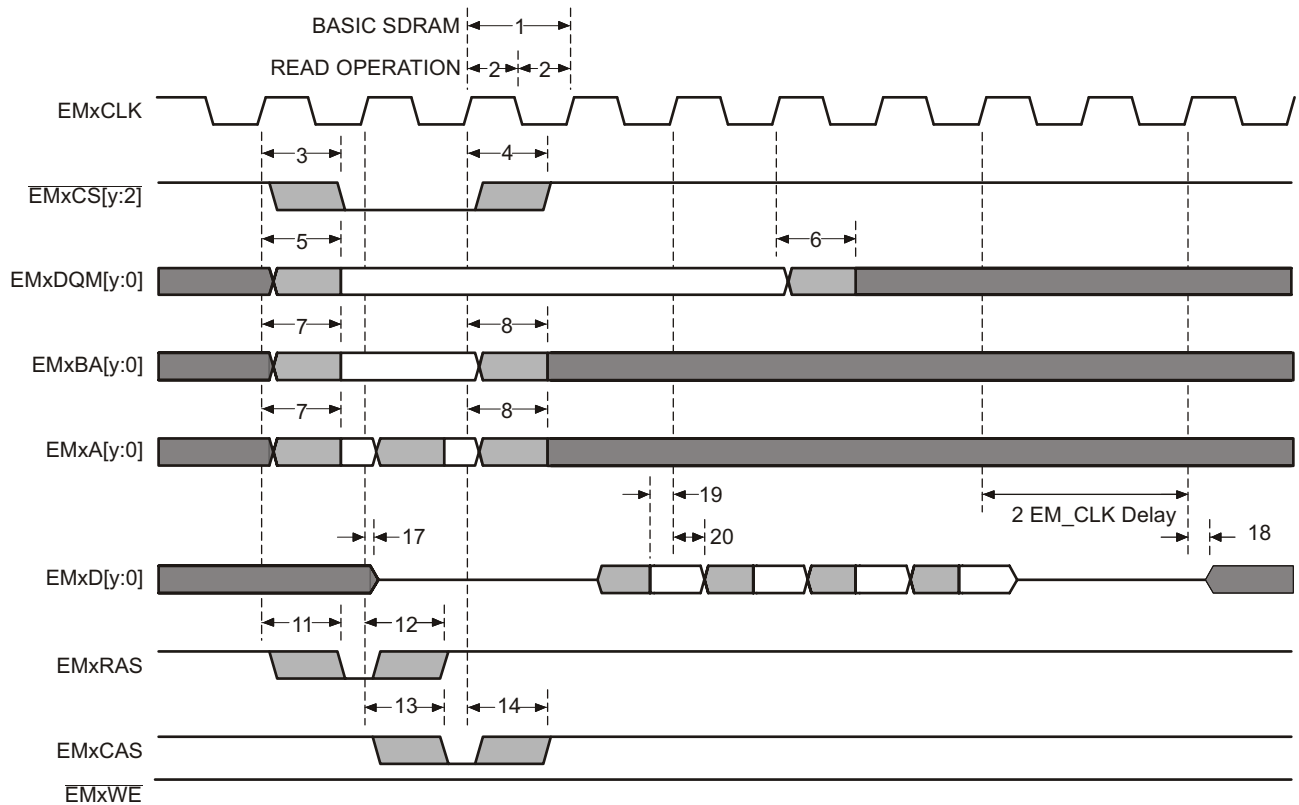 BASIC SDRAM
1
READ OPERATION
2 2
EMxCLK
3 4
EMxCS[y:2]
5 6
EMxDQM[y:0]
7 8
EMxBA[y:0]
7 8
EMxA[y:0]
19
2 EM_CLK Delay
17 20 18
EMxD[y:0]
11 12
EMxRAS
13 14
EMxCAS
EMxWE